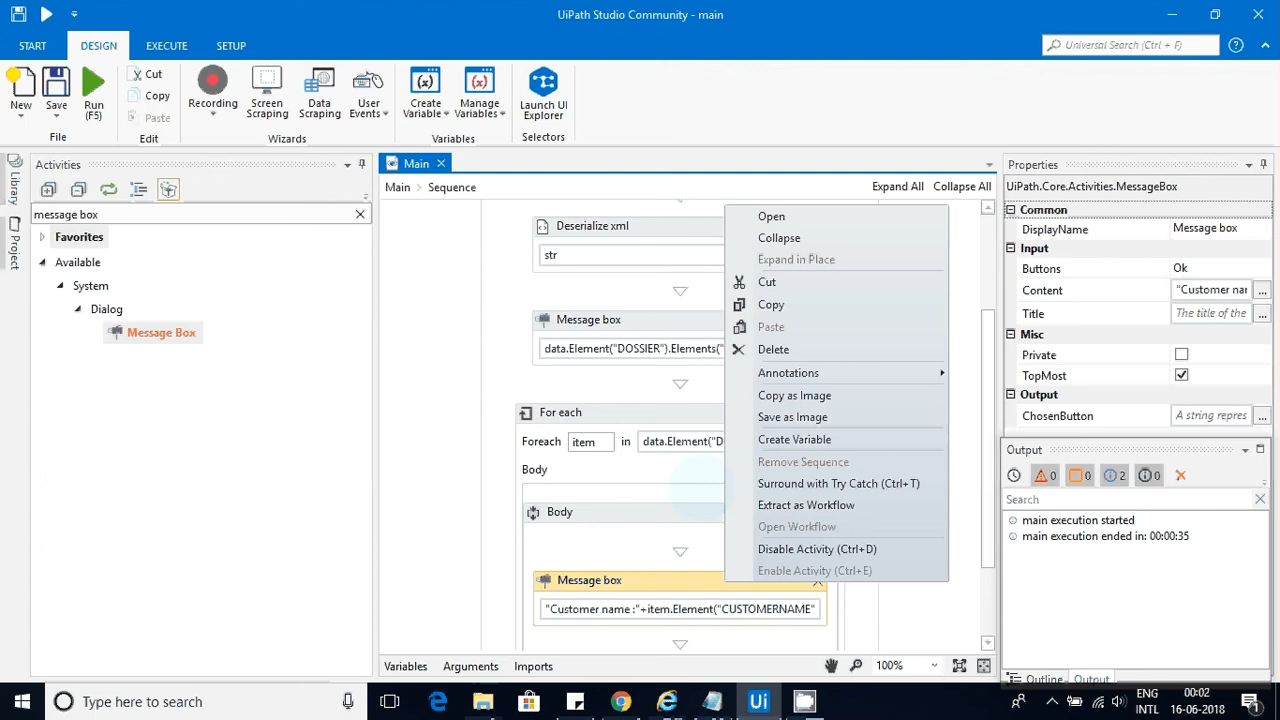 UiPath Studio Community - main
START
DESIGN
EXECUTE
SETUP
Universal Search (Ctrl + F)
New
Save
Run
(F5)
Cut
Copy
Paste
Recording
Screen
Scraping
Data
Scraping
User
Events
Create
Variable
Manage
Variables
Launch UI
Explorer
File
Edit
Wizards
Variables
Selectors
Library
Project
Activities
message box
Favorites
Available
System
Dialog
Message Box
Main
Main
Sequence
Expand All
Collapse All
Deserialize xml
str
Message box
data.Element("DOSSIER").Elements("
For each
Foreach
item
in
data.Element("D
Body
Body
Message box
"Customer name :"+item.Element("CUSTOMERNAME"
Open
Collapse
Expand in Place
Cut
Copy
Paste
Delete
Annotations
Copy as Image
Save as Image
Create Variable
Remove Sequence
Surround with Try Catch (Ctrl+T)
Extract as Workflow
Open Workflow
Disable Activity (Ctrl+D)
Enable Activity (Ctrl+E)
Variables
Arguments
Imports
100%
Properties
UiPath.Core.Activities.MessageBox
Common
DisplayName
Message box
Input
Buttons
Ok
Content
"Customer nar
...
Title
The title of the
...
Misc
Private
TopMost
Output
ChosenButton
A string repres
...
Output
0
0
2
0
Search
main execution started
main execution ended in: 00:00:35
Outline
Output
Type here to search
Ui
ENG
INTL
00:02
16-06-2018
1